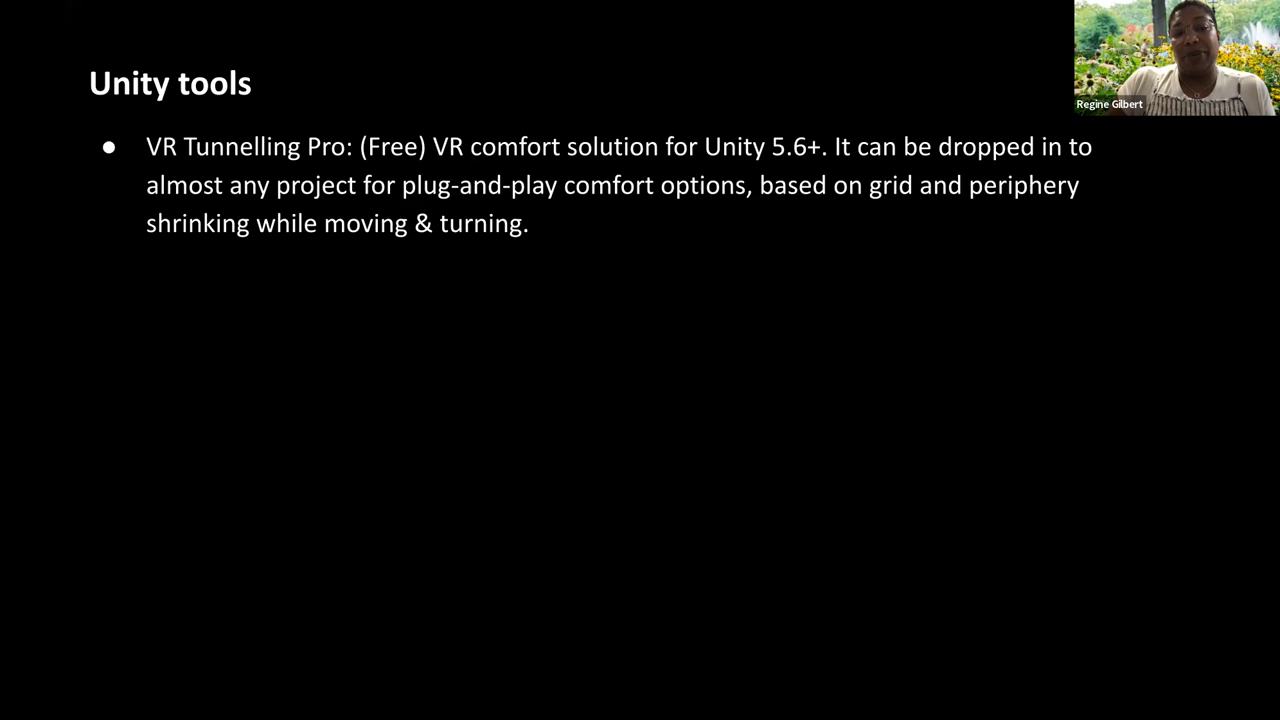 Unity tools
Regine Gilbert
● VR Tunnelling Pro: (Free) VR comfort solution for Unity 5.6+. It can be dropped in to
almost any project for plug-and-play comfort options, based on grid and periphery
shrinking while moving & turning.